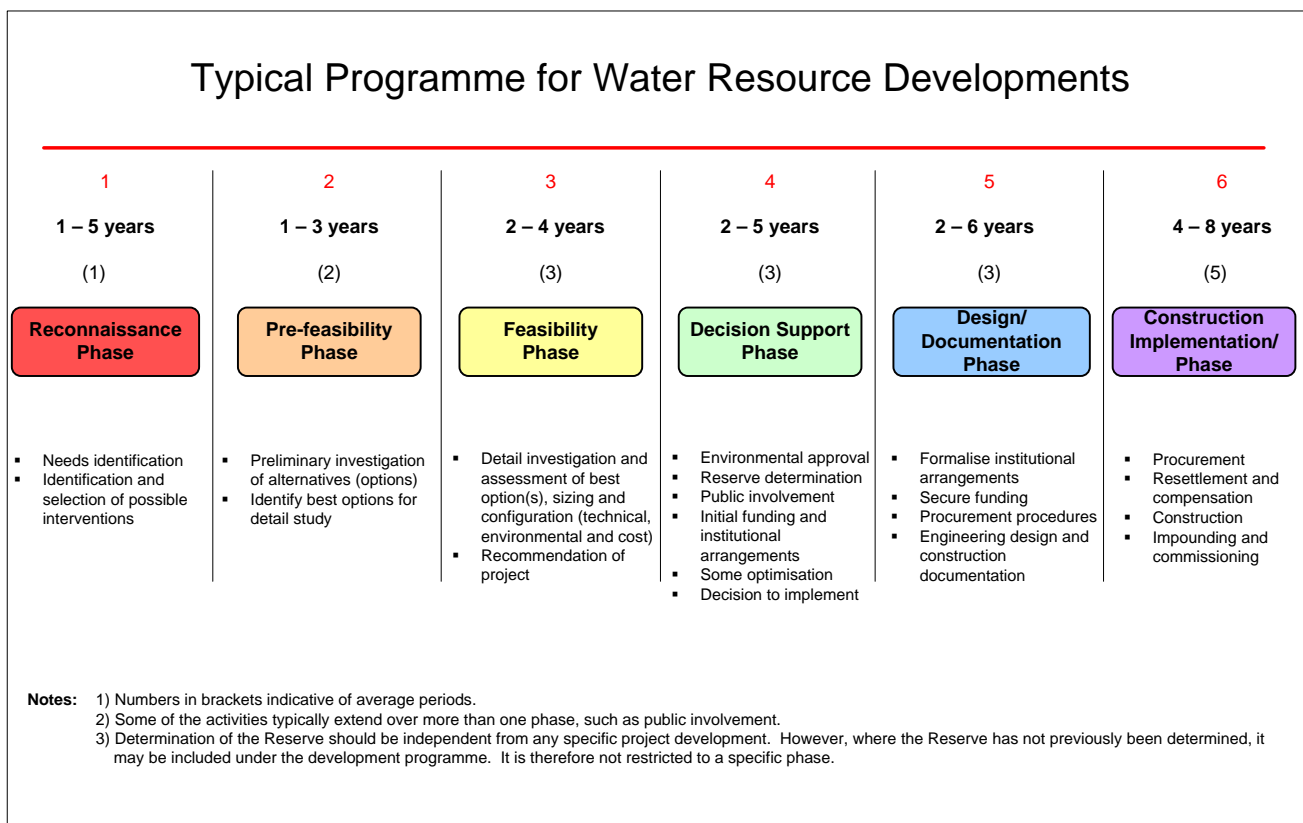 Typical Programme for Water Resource Developments
1
1 – 5 years
(1)
Reconnaissance
Phase
▪ Needs identification
▪ Identification and
selection of possible
interventions
2
1 – 3 years
(2)
Pre-feasibility
Phase
▪ Preliminary investigation
of alternatives (options)
▪ Identify best options for
detail study
3
2 – 4 years
(3)
Feasibility
Phase
▪ Detail investigation and
assessment of best
option(s), sizing and
configuration (technical,
environmental and cost)
▪ Recommendation of
project
4
2 – 5 years
(3)
Decision Support
Phase
▪ Environmental approval
▪ Reserve determination
▪ Public involvement
▪ Initial funding and
institutional
arrangements
▪ Some optimisation
▪ Decision to implement
5
2 – 6 years
(3)
Design/
Documentation
Phase
▪ Formalise institutional
arrangements
▪ Secure funding
▪ Procurement procedures
▪ Engineering design and
construction
documentation
6
4 – 8 years
(5)
Construction
Implementation/
Phase
▪ Procurement
▪ Resettlement and
compensation
▪ Construction
▪ Impounding and
commissioning
Notes: 1) Numbers in brackets indicative of average periods.
2) Some of the activities typically extend over more than one phase, such as public involvement.
3) Determination of the Reserve should be independent from any specific project development. However, where the Reserve has not previously been determined, it
may be included under the development programme. It is therefore not restricted to a specific phase.